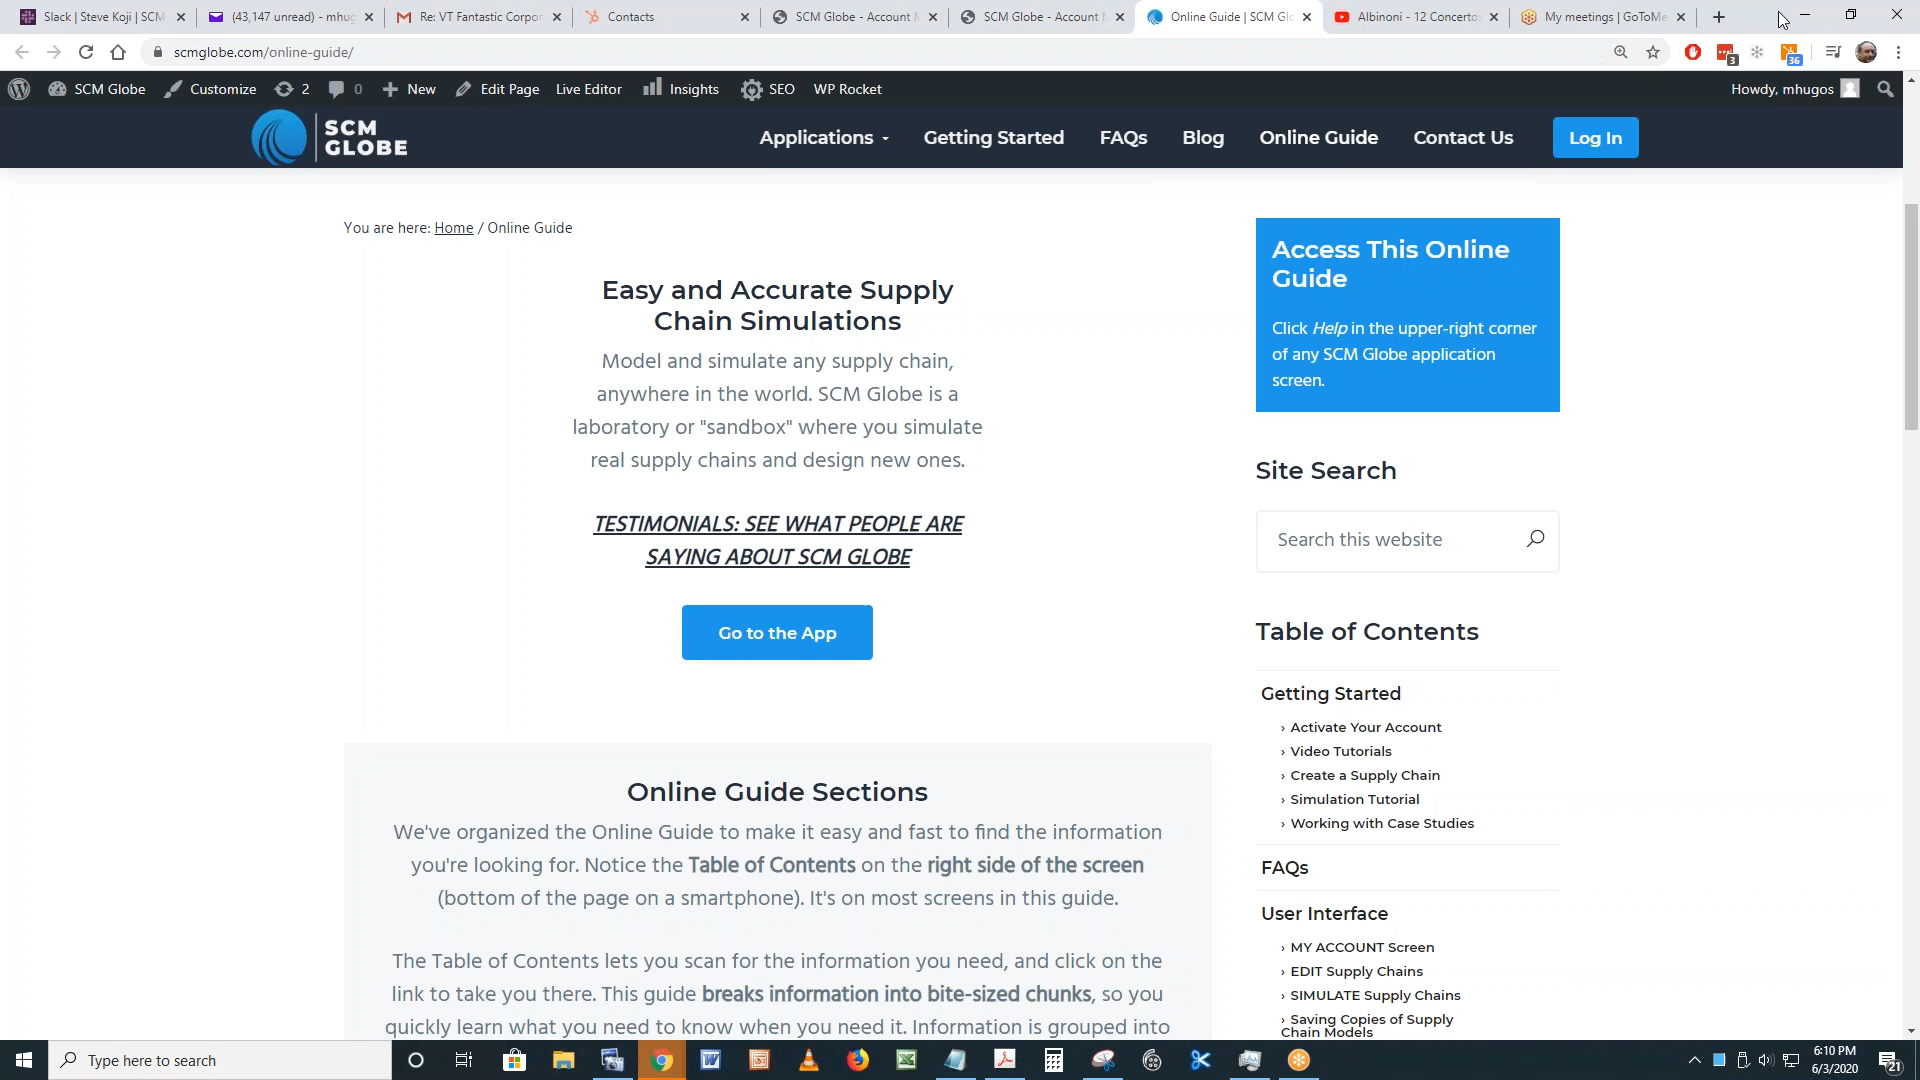 Slack | Steve Koji | SCM
(43,147 unread) - mhug
Re: VT Fantastic Corpor
Contacts
SCM Globe - Account M
SCM Globe - Account M
Online Guide | SCM Glo
Albinoni - 12 Concertos
My meetings | GoToMe
scmglobe.com/online-guide/
3
36
SCM Globe
Customize
2
0
New
Edit Page
Live Editor
Insights
SEO
WP Rocket
Howdy, mhugos
SCM
GLOBE
Applications
Getting Started
FAQs
Blog
Online Guide
Contact Us
Log In
You are here: Home / Online Guide
Easy and Accurate Supply
Chain Simulations
Model and simulate any supply chain,
anywhere in the world. SCM Globe is a
laboratory or "sandbox" where you simulate
real supply chains and design new ones.
TESTIMONIALS: SEE WHAT PEOPLE ARE
SAYING ABOUT SCM GLOBE
Go to the App
Online Guide Sections
We've organized the Online Guide to make it easy and fast to find the information
you're looking for. Notice the Table of Contents on the right side of the screen
(bottom of the page on a smartphone). It's on most screens in this guide.
The Table of Contents lets you scan for the information you need, and click on the
link to take you there. This guide breaks information into bite-sized chunks, so you
quickly learn what you need to know when you need it. Information is grouped into
Access This Online
Guide
Click Help in the upper-right corner
of any SCM Globe application
screen.
Site Search
Search this website
Table of Contents
Getting Started
› Activate Your Account
› Video Tutorials
› Create a Supply Chain
› Simulation Tutorial
› Working with Case Studies
FAQs
User Interface
› MY ACCOUNT Screen
› EDIT Supply Chains
› SIMULATE Supply Chains
› Saving Copies of Supply
Chain Models
Type here to search
6:10 PM
6/3/2020
21